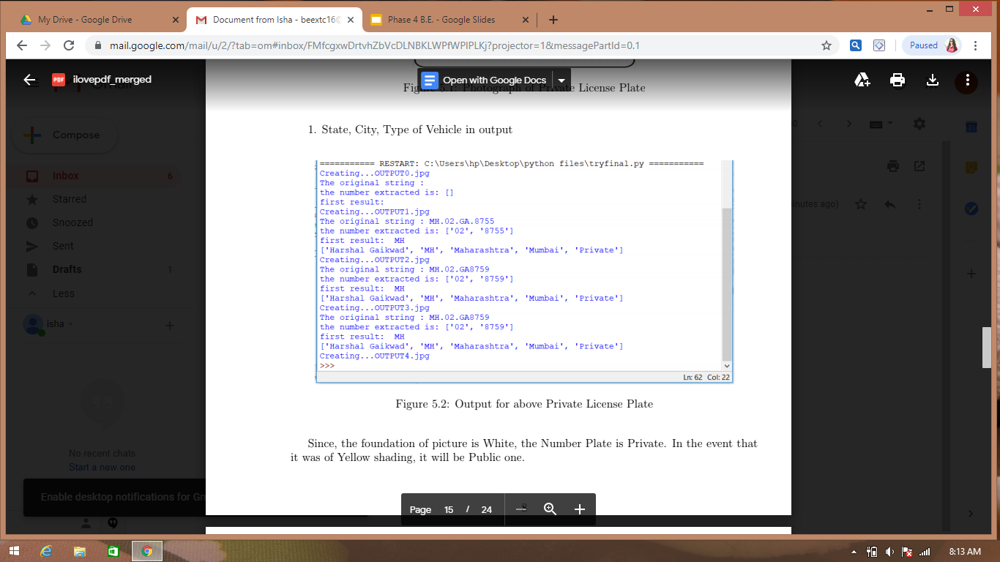 My Drive - Google Drive
Document from Isha - beextc16
Phase 4 B.E. - Google Slides
mail.google.com/mail/u/2/?tab=om#inbox/FMfcgxwDrtvhZbVcDLNBKLWPfWPlPLKj?projector=1&messagePartId=0.1
Paused
PDF ilovepdf_merged
Open with Google Docs
Figure 5.1: Photograph of Private License Plate
Compose
Inbox 6
Starred
Snoozed
Sent
Drafts 1
Less
isha
No recent chats
Start a new one
Enable desktop notifications for Gm
minutes ago)
1. State, City, Type of Vehicle in output
=========== RESTART: C:\Users\hp\Desktop\python files\tryfinal.py ===========
Creating...OUTPUT0.jpg
The original string :
the number extracted is: []
first result:
Creating...OUTPUT1.jpg
The original string : MH.02.GA.8755
the number extracted is: ['02', '8755']
first result:  MH
['Harshal Gaikwad', 'MH', 'Maharashtra', 'Mumbai', 'Private']
Creating...OUTPUT2.jpg
The original string : MH.02.GA8759
the number extracted is: ['02', '8759']
first result:  MH
['Harshal Gaikwad', 'MH', 'Maharashtra', 'Mumbai', 'Private']
Creating...OUTPUT3.jpg
The original string : MH.02.GA8759
the number extracted is: ['02', '8759']
first result:  MH
['Harshal Gaikwad', 'MH', 'Maharashtra', 'Mumbai', 'Private']
Creating...OUTPUT4.jpg
>>>
Ln: 62 Col: 22
Figure 5.2: Output for above Private License Plate
Since, the foundation of picture is White, the Number Plate is Private. In the event that
it was of Yellow shading, it will be Public one.
8
Page 15 / 24
8:13 AM